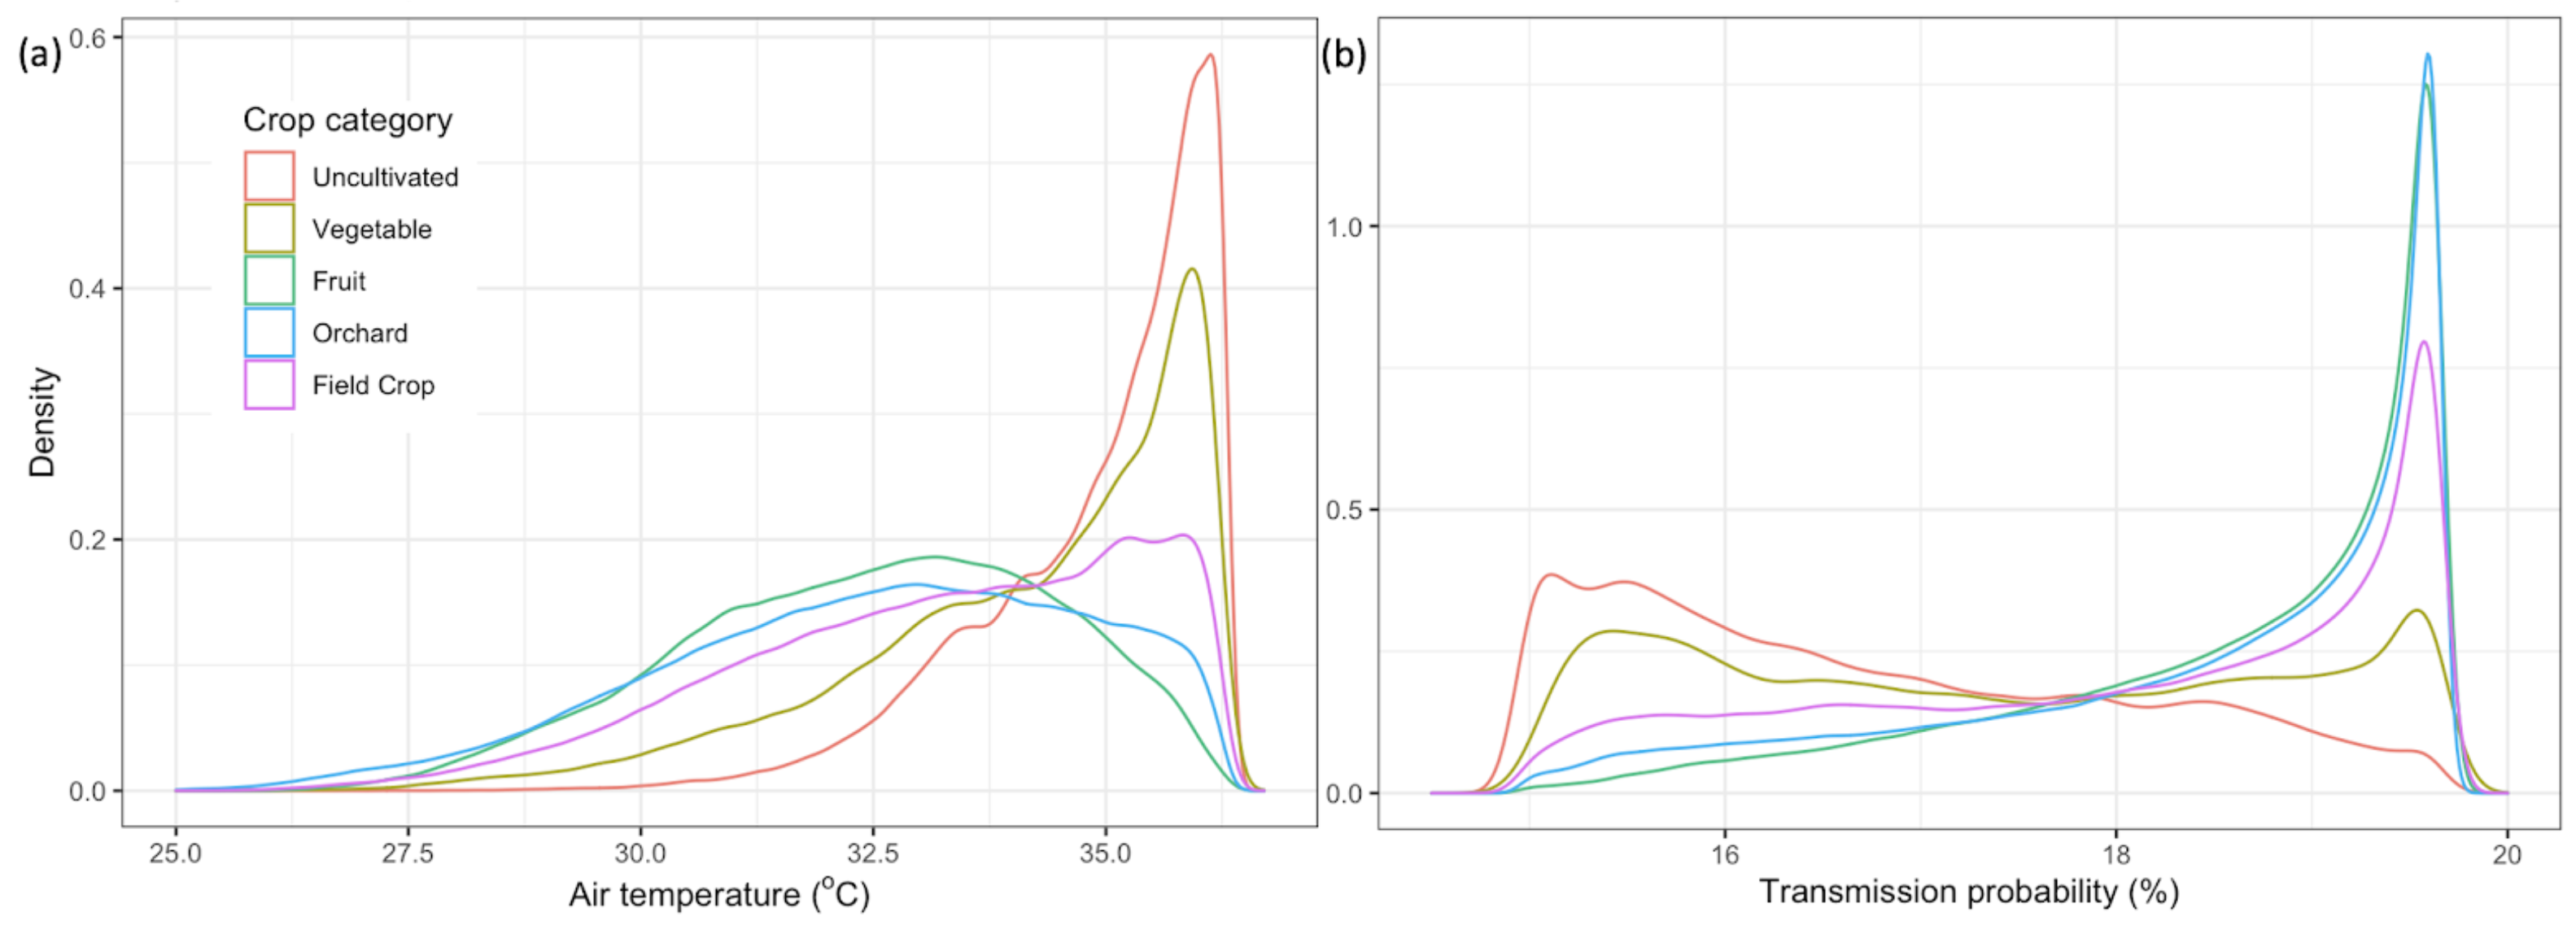 (a)
0.6
0.4
0.2
0.0
Density
Crop category
Uncultivated
Vegetable
Fruit
Orchard
Field Crop
25.0 27.5 30.0 32.5 35.0
Air temperature (°C)
(b)
1.0
0.5
0.0
16 18 20
Transmission probability (%)